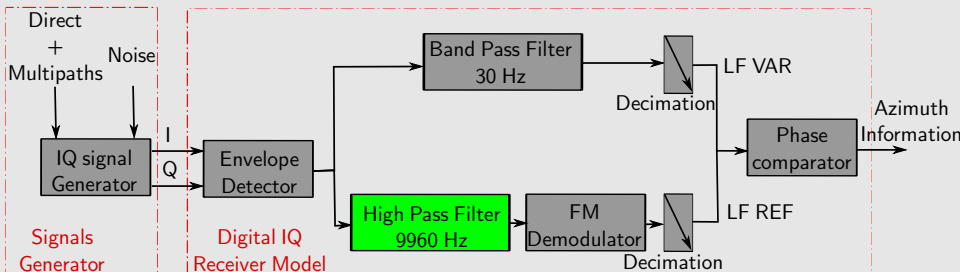 Direct
+
Multipaths
Noise
IQ signal
Generator
I
Q
Signals
Generator
Envelope
Detector
Digital IQ
Receiver Model
Band Pass Filter
30 Hz
Decimation
LF VAR
High Pass Filter
9960 Hz
FM
Demodulator
Decimation
LF REF
Phase
comparator
Azimuth
Information